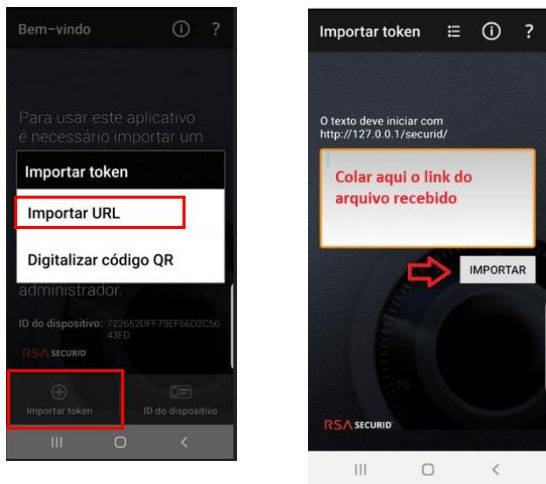 Bem-vindo
Para usar este aplicativo
é necessário importar um
Importar token
Importar URL
Digitalizar código QR
administrador.
ID do dispositivo: 722652DFF79EF66D2C56
43FD
RSA SECURID
Importar token
ID do dispositivo
Importar token
O texto deve iniciar com
http://127.0.0.1/securid/
Colar aqui o link do
arquivo recebido
IMPORTAR
80
70
RSA SECURID